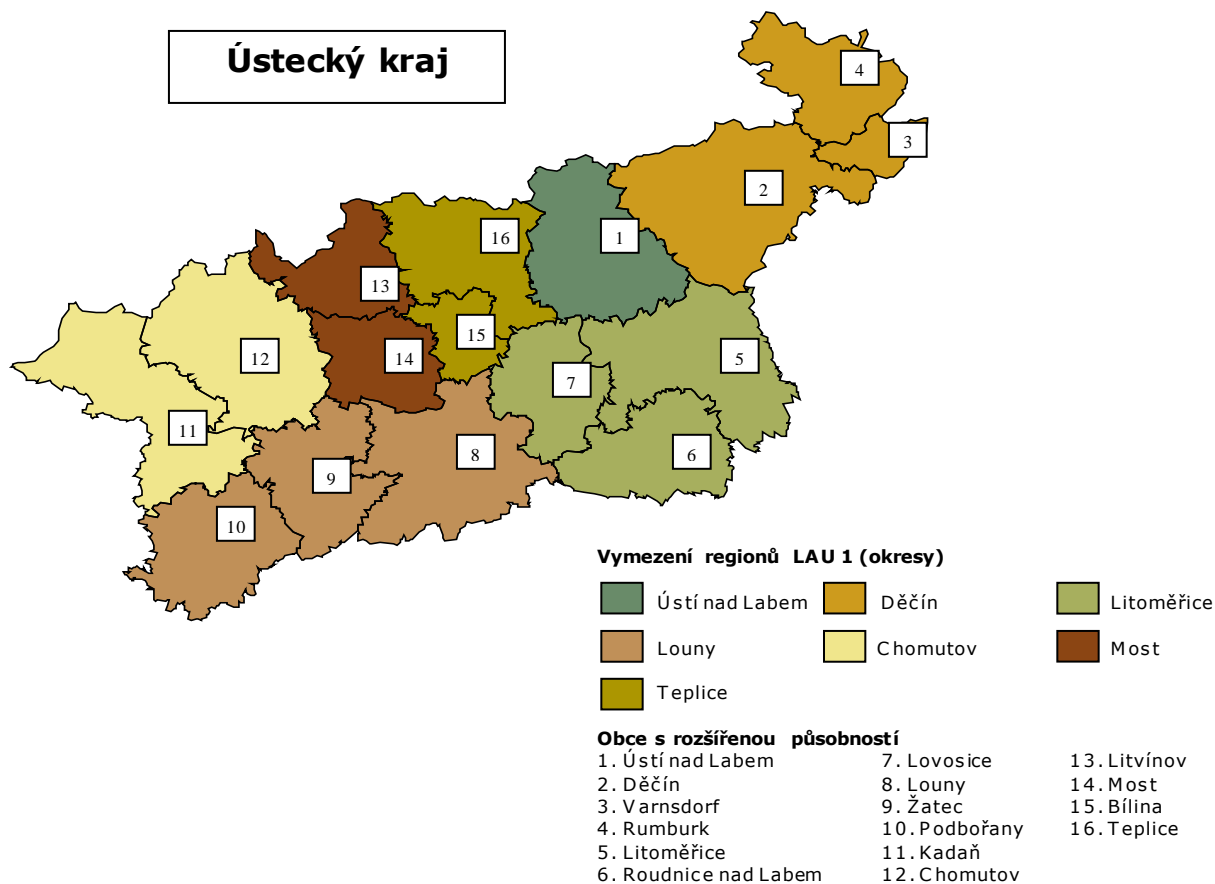 Ústecký kraj
4
3
2
1
16
13
15
14
12
5
7
11
8
6
9
10
Vymezení regionů LAU 1 (okresy)
Ústí nad Labem Děčín Litoměřice
Louny Chomutov Most
Teplice
Obce s rozšířenou působností
1. Ústí nad Labem 7. Lovosice 13. Litvínov
2. Děčín 8. Louny 14. Most
3. Varnsdorf 9. Žatec 15. Bílina
4. Rumburk 10. Podbořany 16. Teplice
5. Litoměřice 11. Kadaň
6. Roudnice nad Labem 12. Chomutov